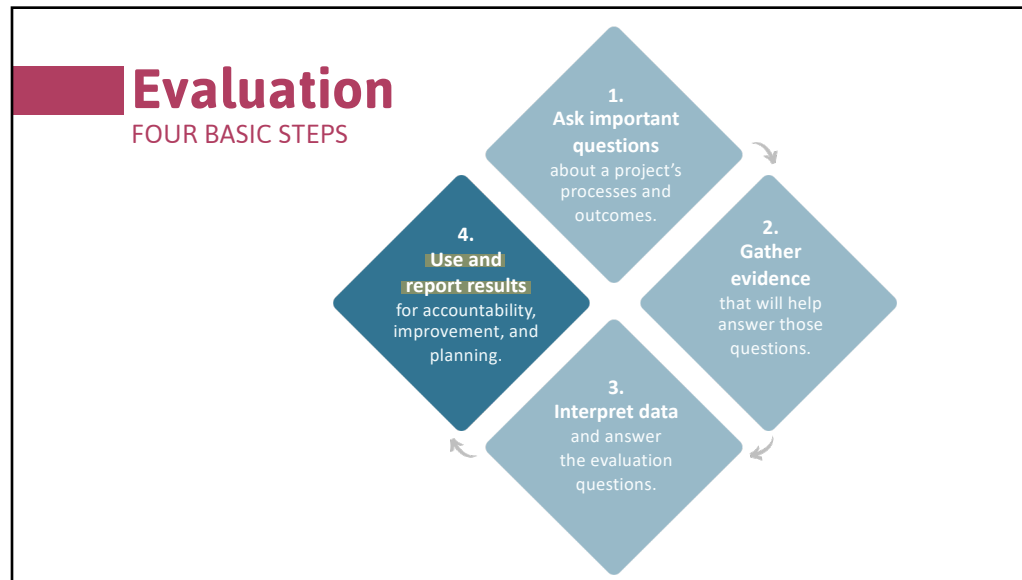 Evaluation
FOUR BASIC STEPS
1.
Ask important
questions
about a project's
processes and
outcomes.
2.
Gather
evidence
that will help
answer those
questions.
3.
Interpret data
and answer
the evaluation
questions.
4.
Use and
report results
for accountability,
improvement, and
planning.